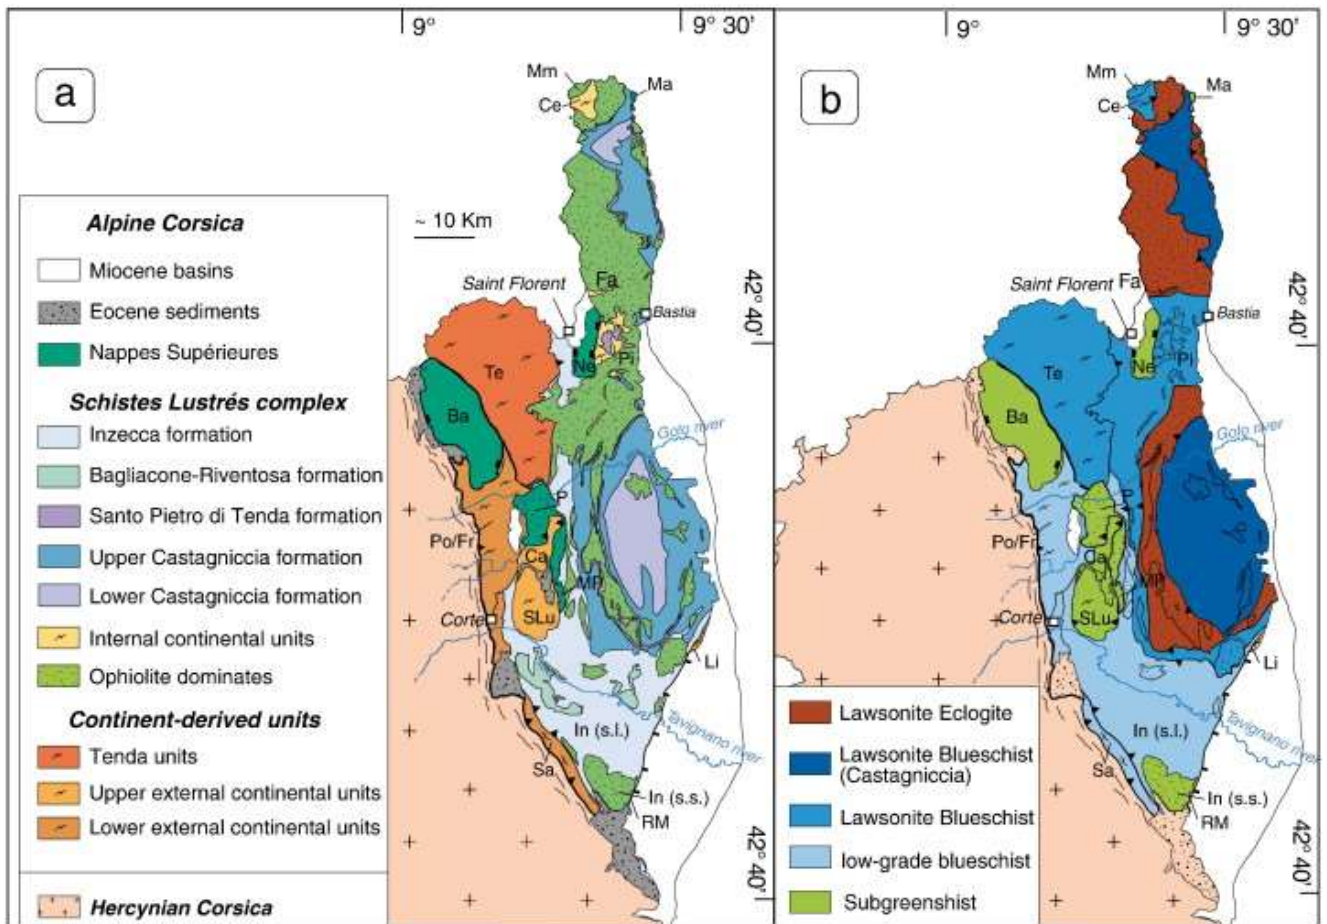 9° 9° 30' 9° 9° 30'
a
b
Mm
Ce
Ma
Mm
Ce
Ma
Alpine Corsica
Miocene basins
Eocene sediments
Nappes Supérieures
Schistes Lustrés complex
Inzecca formation
Bagliacone-Riventosa formation
Santo Pietro di Tenda formation
Upper Castagniccia formation
Lower Castagniccia formation
Internal continental units
Ophiolite dominates
Continent-derived units
Tenda units
Upper external continental units
Lower external continental units
Hercynian Corsica
~ 10 Km
Saint Florent
Fa
Bastia
42° 40'
Te
Ne
Pi
Ba
Golo river
P
Po/Fr
Ca
MP
Corte
SLu
Li
In (s.l.)
Tavignano river
Sa
In (s.s.)
RM
42° 40'
Saint Florent
Fa
Bastia
42° 40'
Te
Ne
Pi
Ba
Golo river
P
Po/Fr
Ca
MP
Corte
SLu
Li
In (s.l.)
Tavignano river
Sa
In (s.s.)
RM
42° 40'
Lawsonite Eclogite
Lawsonite Blueschist
(Castagniccia)
Lawsonite Blueschist
low-grade blueschist
Subgreenshist